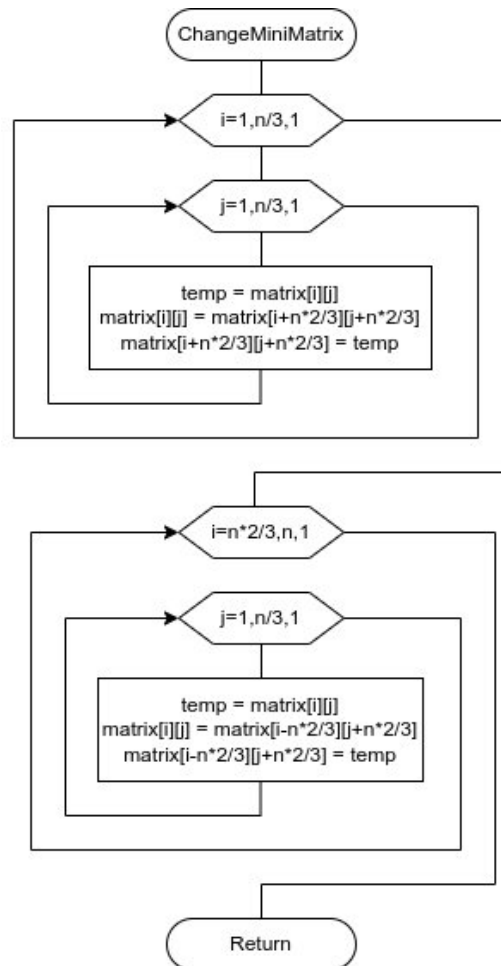 ChangeMiniMatrix
i=1,n/3,1
j=1,n/3,1
temp = matrix[i][j]
matrix[i][j] = matrix[i+n*2/3][j+n*2/3]
matrix[i+n*2/3][j+n*2/3] = temp
i=n*2/3,n,1
j=1,n/3,1
temp = matrix[i][j]
matrix[i][j] = matrix[i-n*2/3][j+n*2/3]
matrix[i-n*2/3][j+n*2/3] = temp
Return